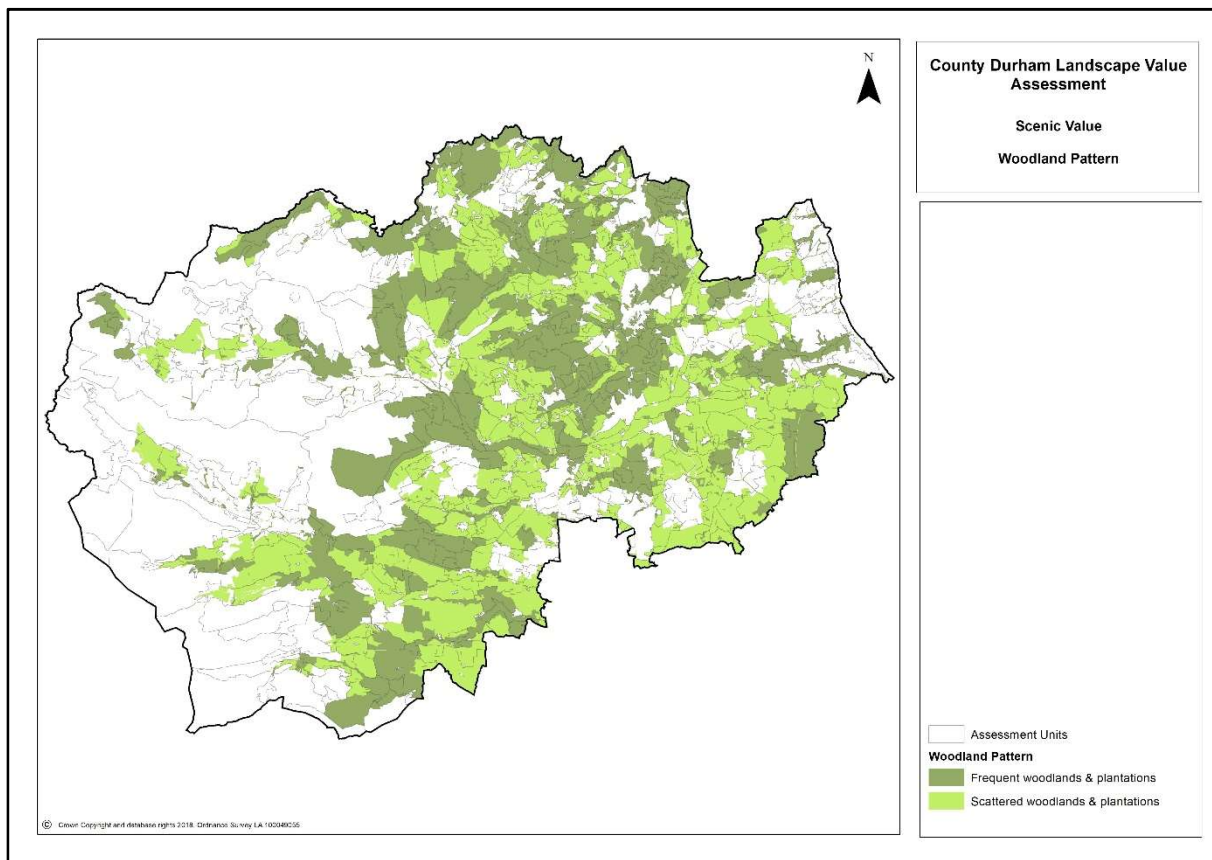 N
County Durham Landscape Value
Assessment
Scenic Value
Woodland Pattern
Assessment Units
Woodland Pattern
Frequent woodlands & plantations
Scattered woodlands & plantations
© Crown Copyright and database rights 2018. Ordnance Survey LA 100049055